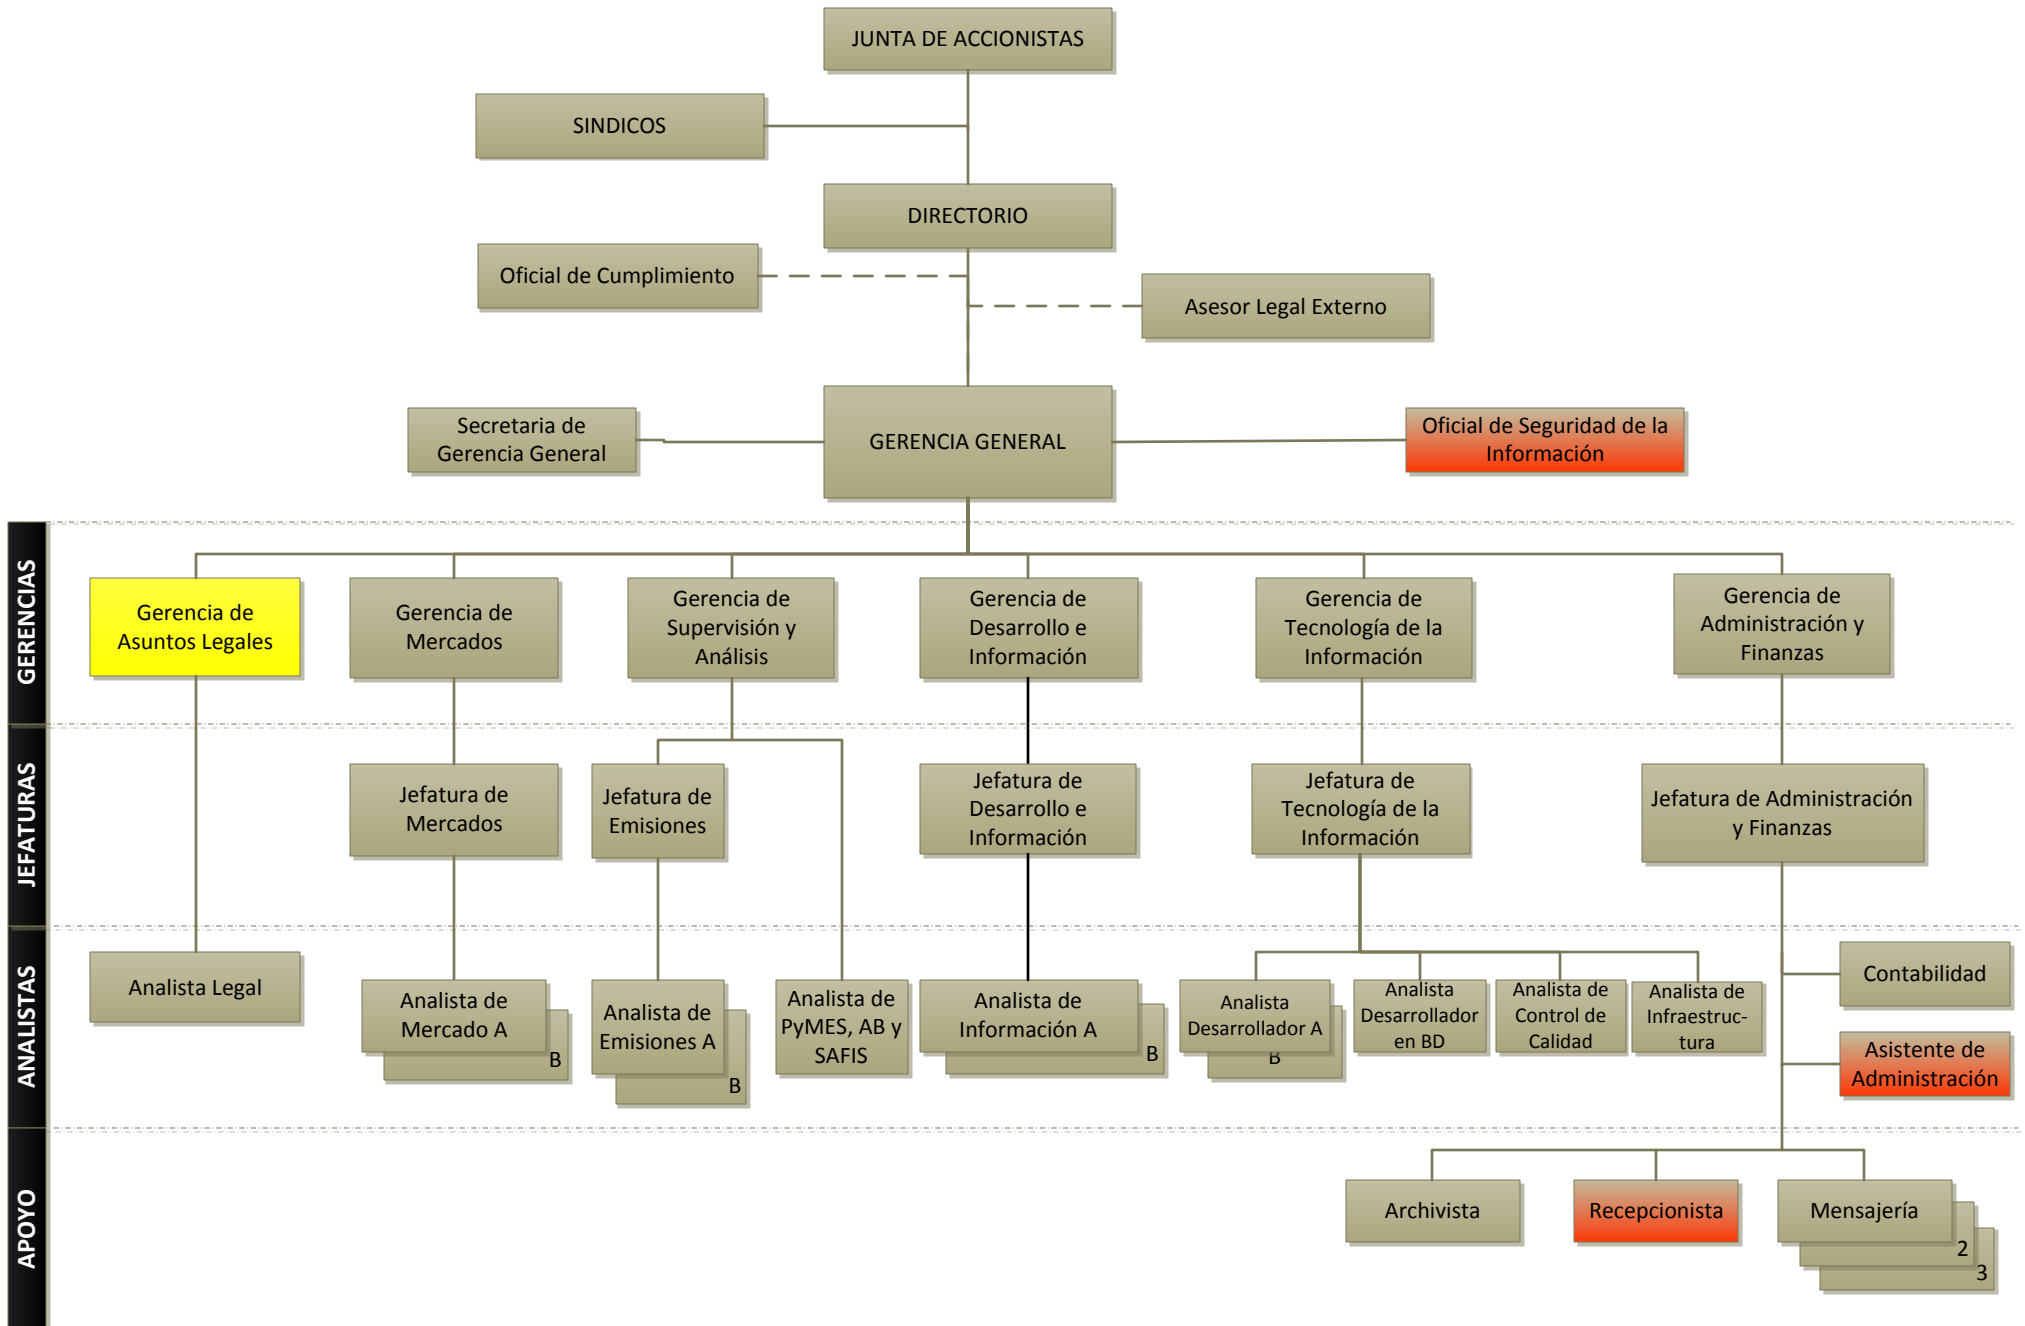 JUNTA DE ACCIONISTAS
SINDICOS
DIRECTORIO
Oficial de Cumplimiento
Asesor Legal Externo
Secretaria de
Gerencia General
GERENCIA GENERAL
Oficial de Seguridad de la
Información
GERENCIAS
Gerencia de
Asuntos Legales
Gerencia de
Mercados
Gerencia de
Supervisión y
Análisis
Gerencia de
Desarrollo e
Información
Gerencia de
Tecnología de la
Información
Gerencia de
Administración y
Finanzas
JEFATURAS
Jefatura de
Mercados
Jefatura de
Emisiones
Jefatura de
Desarrollo e
Información
Jefatura de
Tecnología de la
Información
Jefatura de Administración
y Finanzas
ANALISTAS
Analista Legal
Analista de
Mercado A
B
Analista de
Emisiones A
B
Analista de
PyMES, AB y
SAFIS
Analista de
Información A
B
Analista
Desarrollador A
B
Analista
Desarrollador
en BD
Analista de
Control de
Calidad
Analista de
Infraestruc-
tura
Contabilidad
Asistente de
Administración
APOYO
Archivista
Recepcionista
Mensajería
2
3